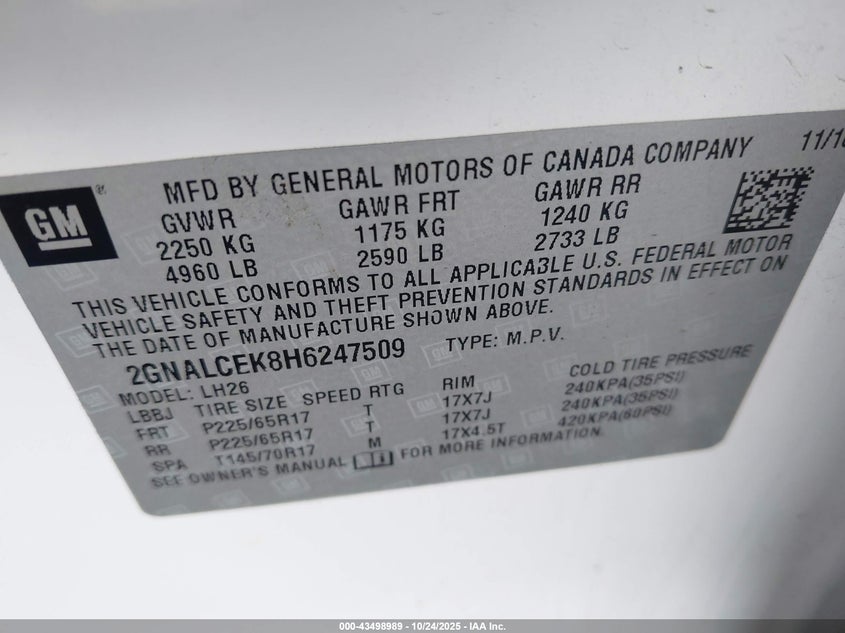 MFD BY GENERAL MOTORS OF CANADA COMPANY
GM®
GVWR GAWR FRT GAWR RR
2250 KG 1175 KG 1240 KG
4960 LB 2590 LB 2733 LB
THIS VEHICLE CONFORMS TO ALL APPLICABLE U.S. FEDERAL MOTOR
VEHICLE SAFETY AND THEFT PREVENTION STANDARDS IN EFFECT ON
THE DATE OF MANUFACTURE SHOWN ABOVE.
2GNALCEK8H6247509 TYPE: M.P.V.
MODEL: LH26
LBBJ TIRE SIZE SPEED RTG RIM COLD TIRE PRESSURE
FRT P225/65R17 T 17X7J 240KPA(35PSI)
RR P225/65R17 T 17X7J 240KPA(35PSI)
SPA T145/70R17 M 17X4.5T 420KPA(60PSI)
SEE OWNER'S MANUAL FOR MORE INFORMATION.
000-43498989 - 10/24/2025 - IAA Inc.